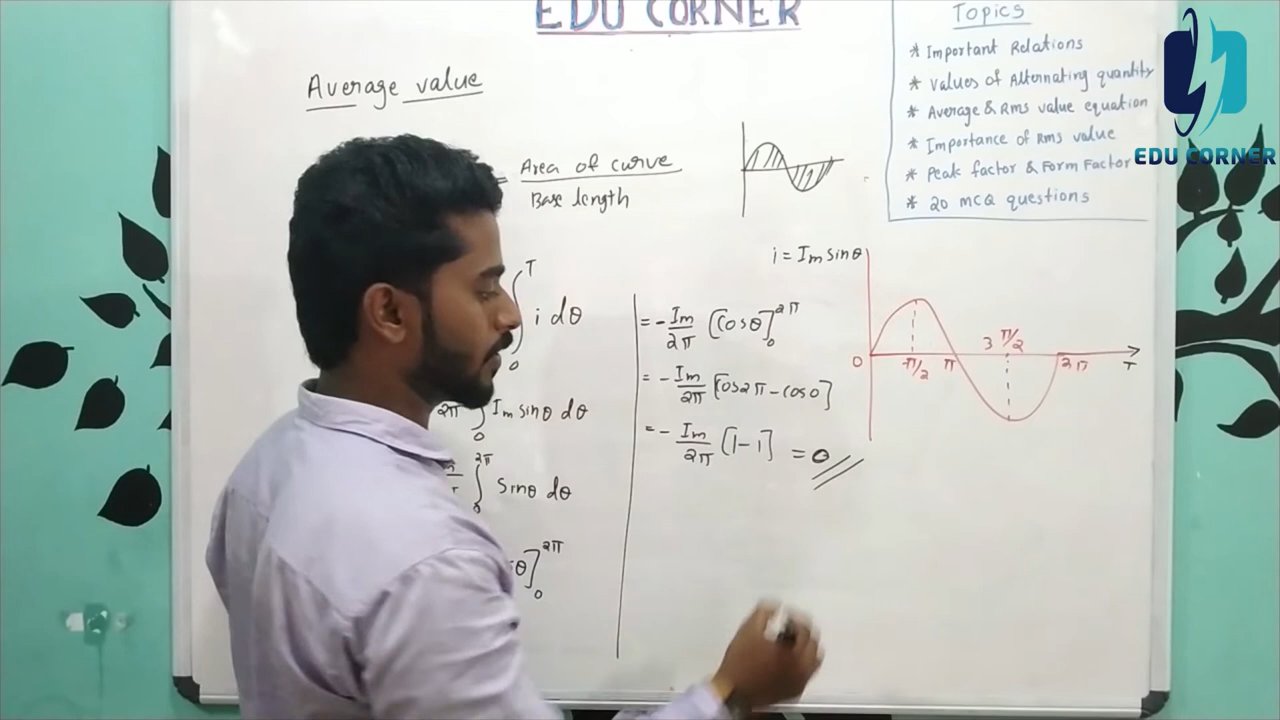 EDU CORNER
Topics
* Important Relations
* Values of Alternating quantity
* Average & Rms value equation
* Importance of rms value
* Peak factor & Form Factor
* 20 MCQ questions
EDU CORNER
Average value
= Area of curve
Base length
∫₀ᵀ i dθ
2π ∫₀ Im sinθ dθ
∫₀^2π sinθ dθ
θ]₀^2π
= -Im/2π [cosθ]₀^2π
= -Im/2π [cos2π-cos0]
= -Im/2π [1-1] = 0
i = Im sinθ
0 π/2 π 3π/2 2π T